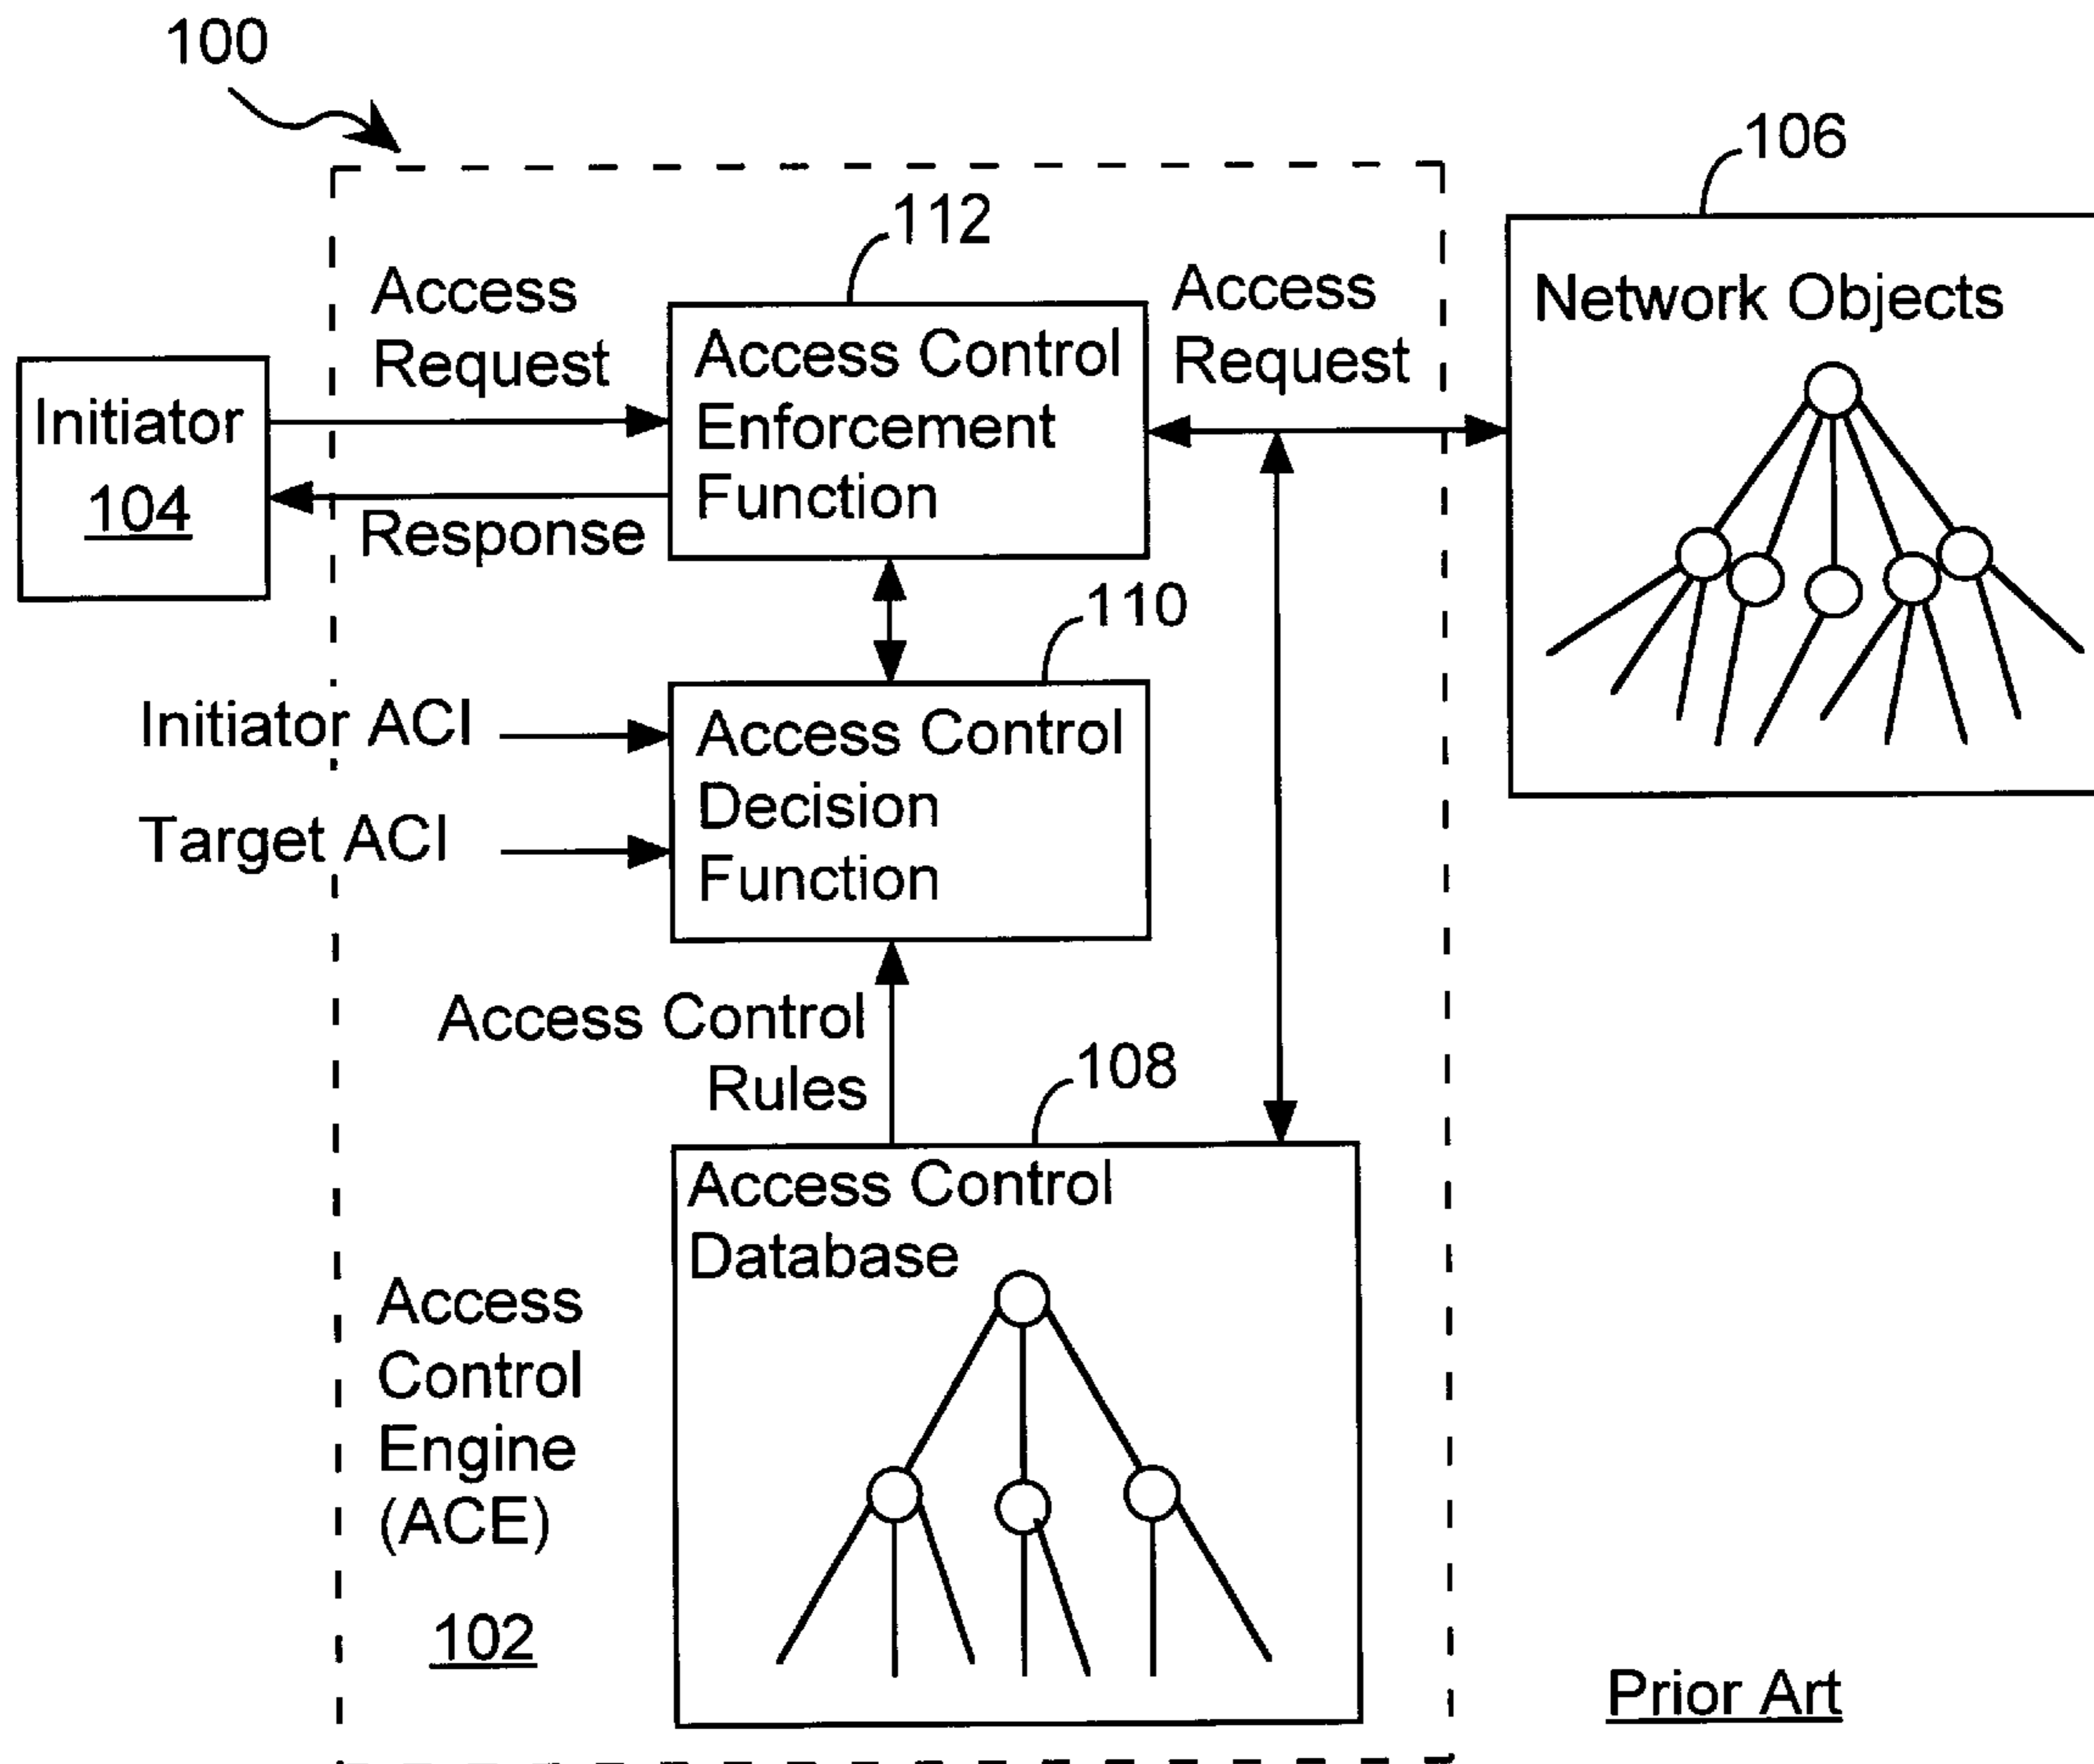 100
106
112
Access
Request
Access
Request
Network Objects
Access Control
Enforcement
Function
Initiator
104
Response
110
Initiator ACI
Target ACI
Access Control
Decision
Function
Access Control
Rules
108
Access Control
Database
Access
Control
Engine
(ACE)
102
Prior Art